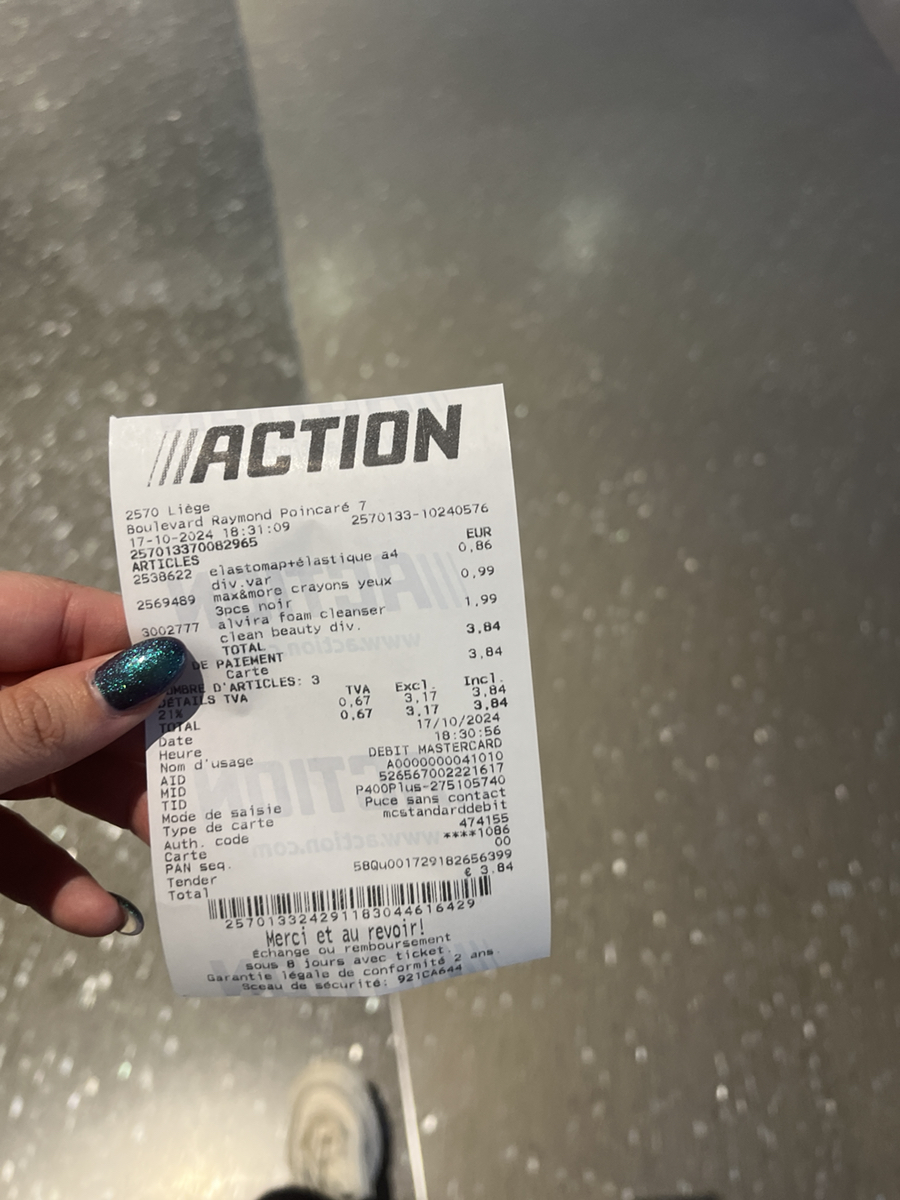 ACTION
2570 Liège
Boulevard Raymond Poincaré 7
17-10-2024 18:31:09 2570133-10240576
257013370082965
ARTICLES EUR
2538622 elastomap+élastique a4 0,86
div.var
2569489 max&more crayons yeux 0,99
3pcs noir
3002777 alvira foam cleanser 1,99
clean beauty div.
TOTAL 3,84
DE PAIEMENT
Carte 3,84
OMBRE D'ARTICLES: 3
DÉTAILS TVA TVA Excl. Incl.
21% 0,67 3,17 3,84
TOTAL 0,67 3,17 3,84
Date 17/10/2024
Heure 18:30:56
Nom d'usage DEBIT MASTERCARD
AID A0000000041010
MID 526567002221617
TID P400Plus-275105740
Mode de saisie Puce sans contact
Type de carte mcstandarddebit
Auth. code 474155
Carte ****1086
PAN seq. 00
Tender 58Qu001729182656399
Total € 3.84
257013324291183044616429
Merci et au revoir!
Échange ou remboursement
sous 8 jours avec ticket.
Garantie légale de conformité 2 ans.
Sceau de sécurité: 921CA644